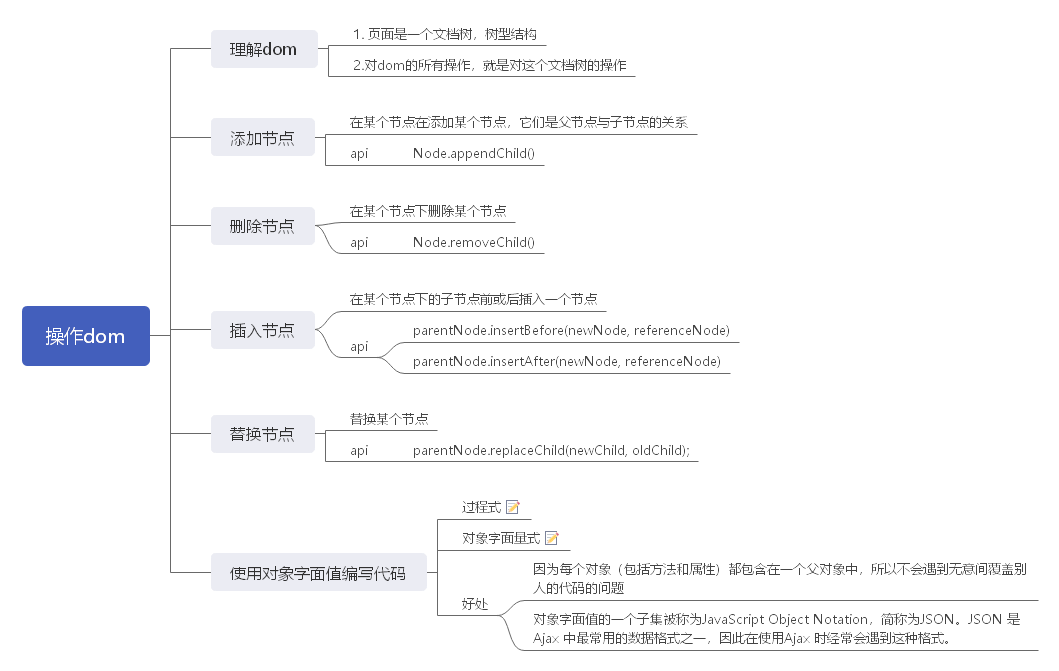 操作dom
理解dom
1. 页面是一个文档树，树型结构
2.对dom的所有操作，就是对这个文档树的操作
添加节点
在某个节点在添加某个节点，它们是父节点与子节点的关系
api Node.appendChild()
删除节点
在某个节点下删除某个节点
api Node.removeChild()
插入节点
在某个节点下的子节点前或后插入一个节点
api
parentNode.insertBefore(newNode, referenceNode)
parentNode.insertAfter(newNode, referenceNode)
替换节点
替换某个节点
api parentNode.replaceChild(newChild, oldChild);
使用对象字面值编写代码
过程式
对象字面量式
好处
因为每个对象（包括方法和属性）都包含在一个父对象中，所以不会遇到无意间覆盖别
人的代码的问题
对象字面值的一个子集被称为JavaScript Object Notation，简称为JSON。JSON 是
Ajax 中最常用的数据格式之一，因此在使用Ajax 时经常会遇到这种格式。